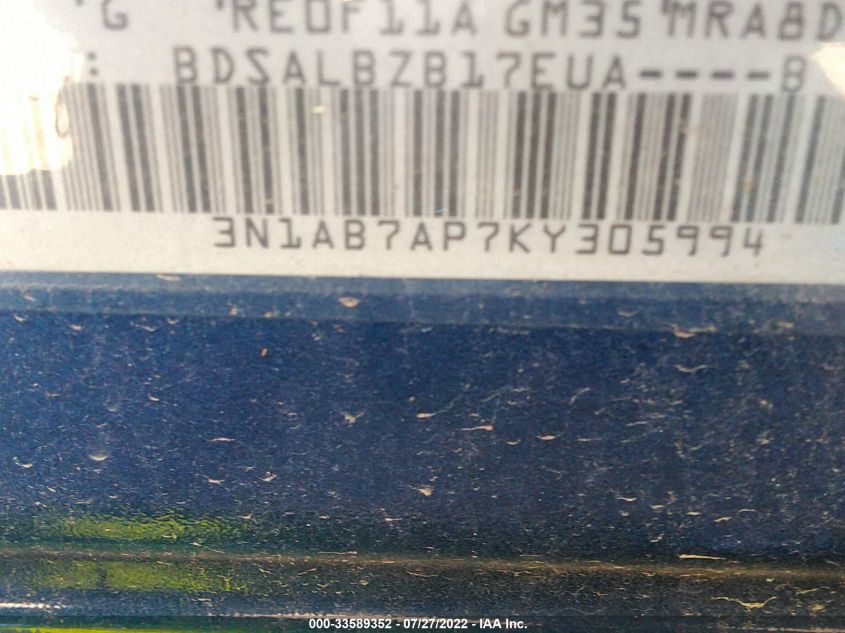 'G 'RE0F11A GM35 'MRA8D
: BDSALBZB17EUA----B
3N1AB7AP7KY305994
000-33589352 - 07/27/2022 - IAA Inc.